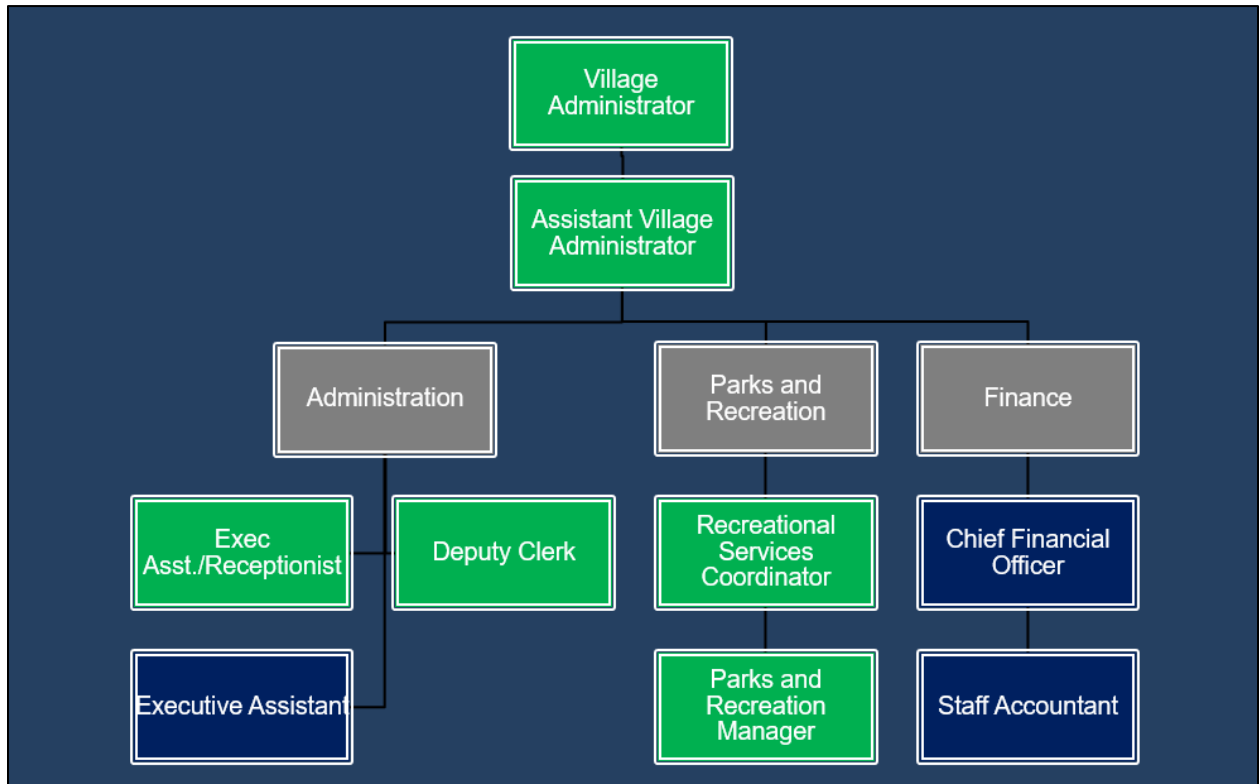 Village
Administrator
Assistant Village
Administrator
Administration
Parks and
Recreation
Finance
Exec
Asst./Receptionist
Deputy Clerk
Recreational
Services
Coordinator
Chief Financial
Officer
Executive Assistant
Parks and
Recreation
Manager
Staff Accountant